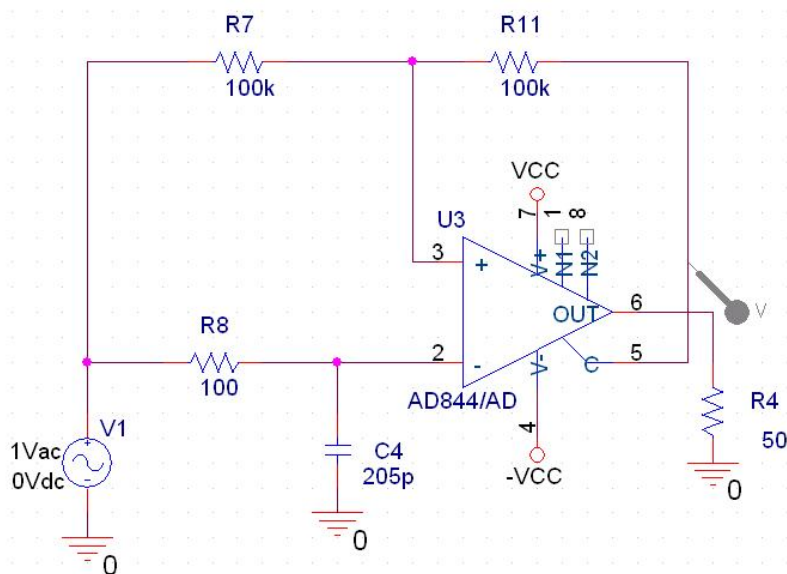 R7
100k
R11
100k
VCC
U3
7
1
8
3
+
V+
N1
N2
OUT
6
V
R8
100
2
-
V-
C
5
AD844/AD
4
-VCC
V1
1Vac
0Vdc
+
-
C4
205p
R4
50
0
0
0